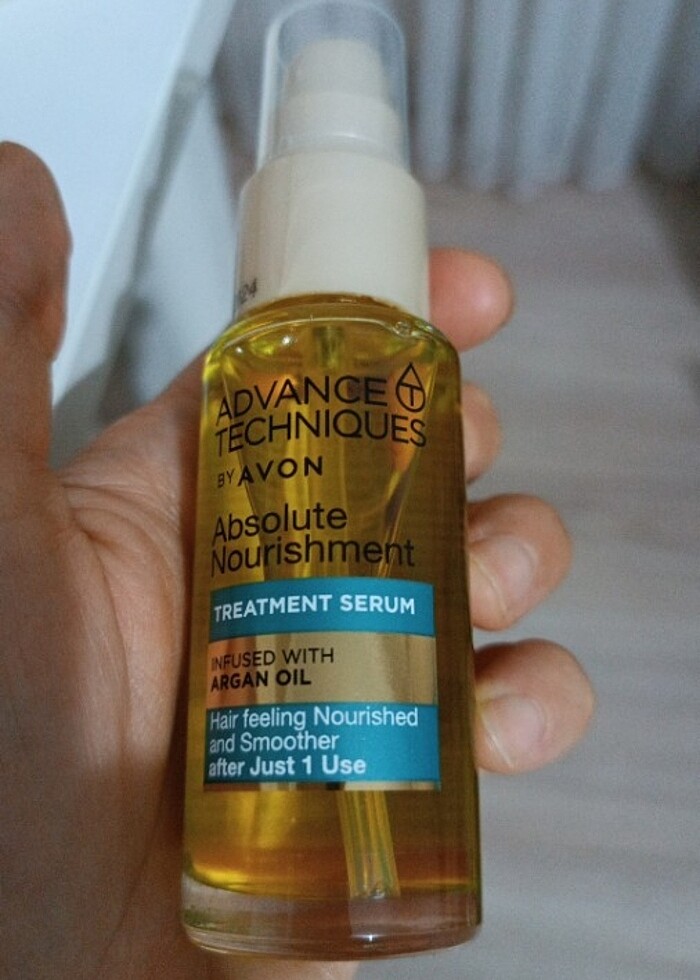 ADVANCE
TECHNIQUES
BY AVON
Absolute
Nourishment
TREATMENT SERUM
INFUSED WITH
ARGAN OIL
Hair feeling Nourished
and Smoother
after Just 1 Use